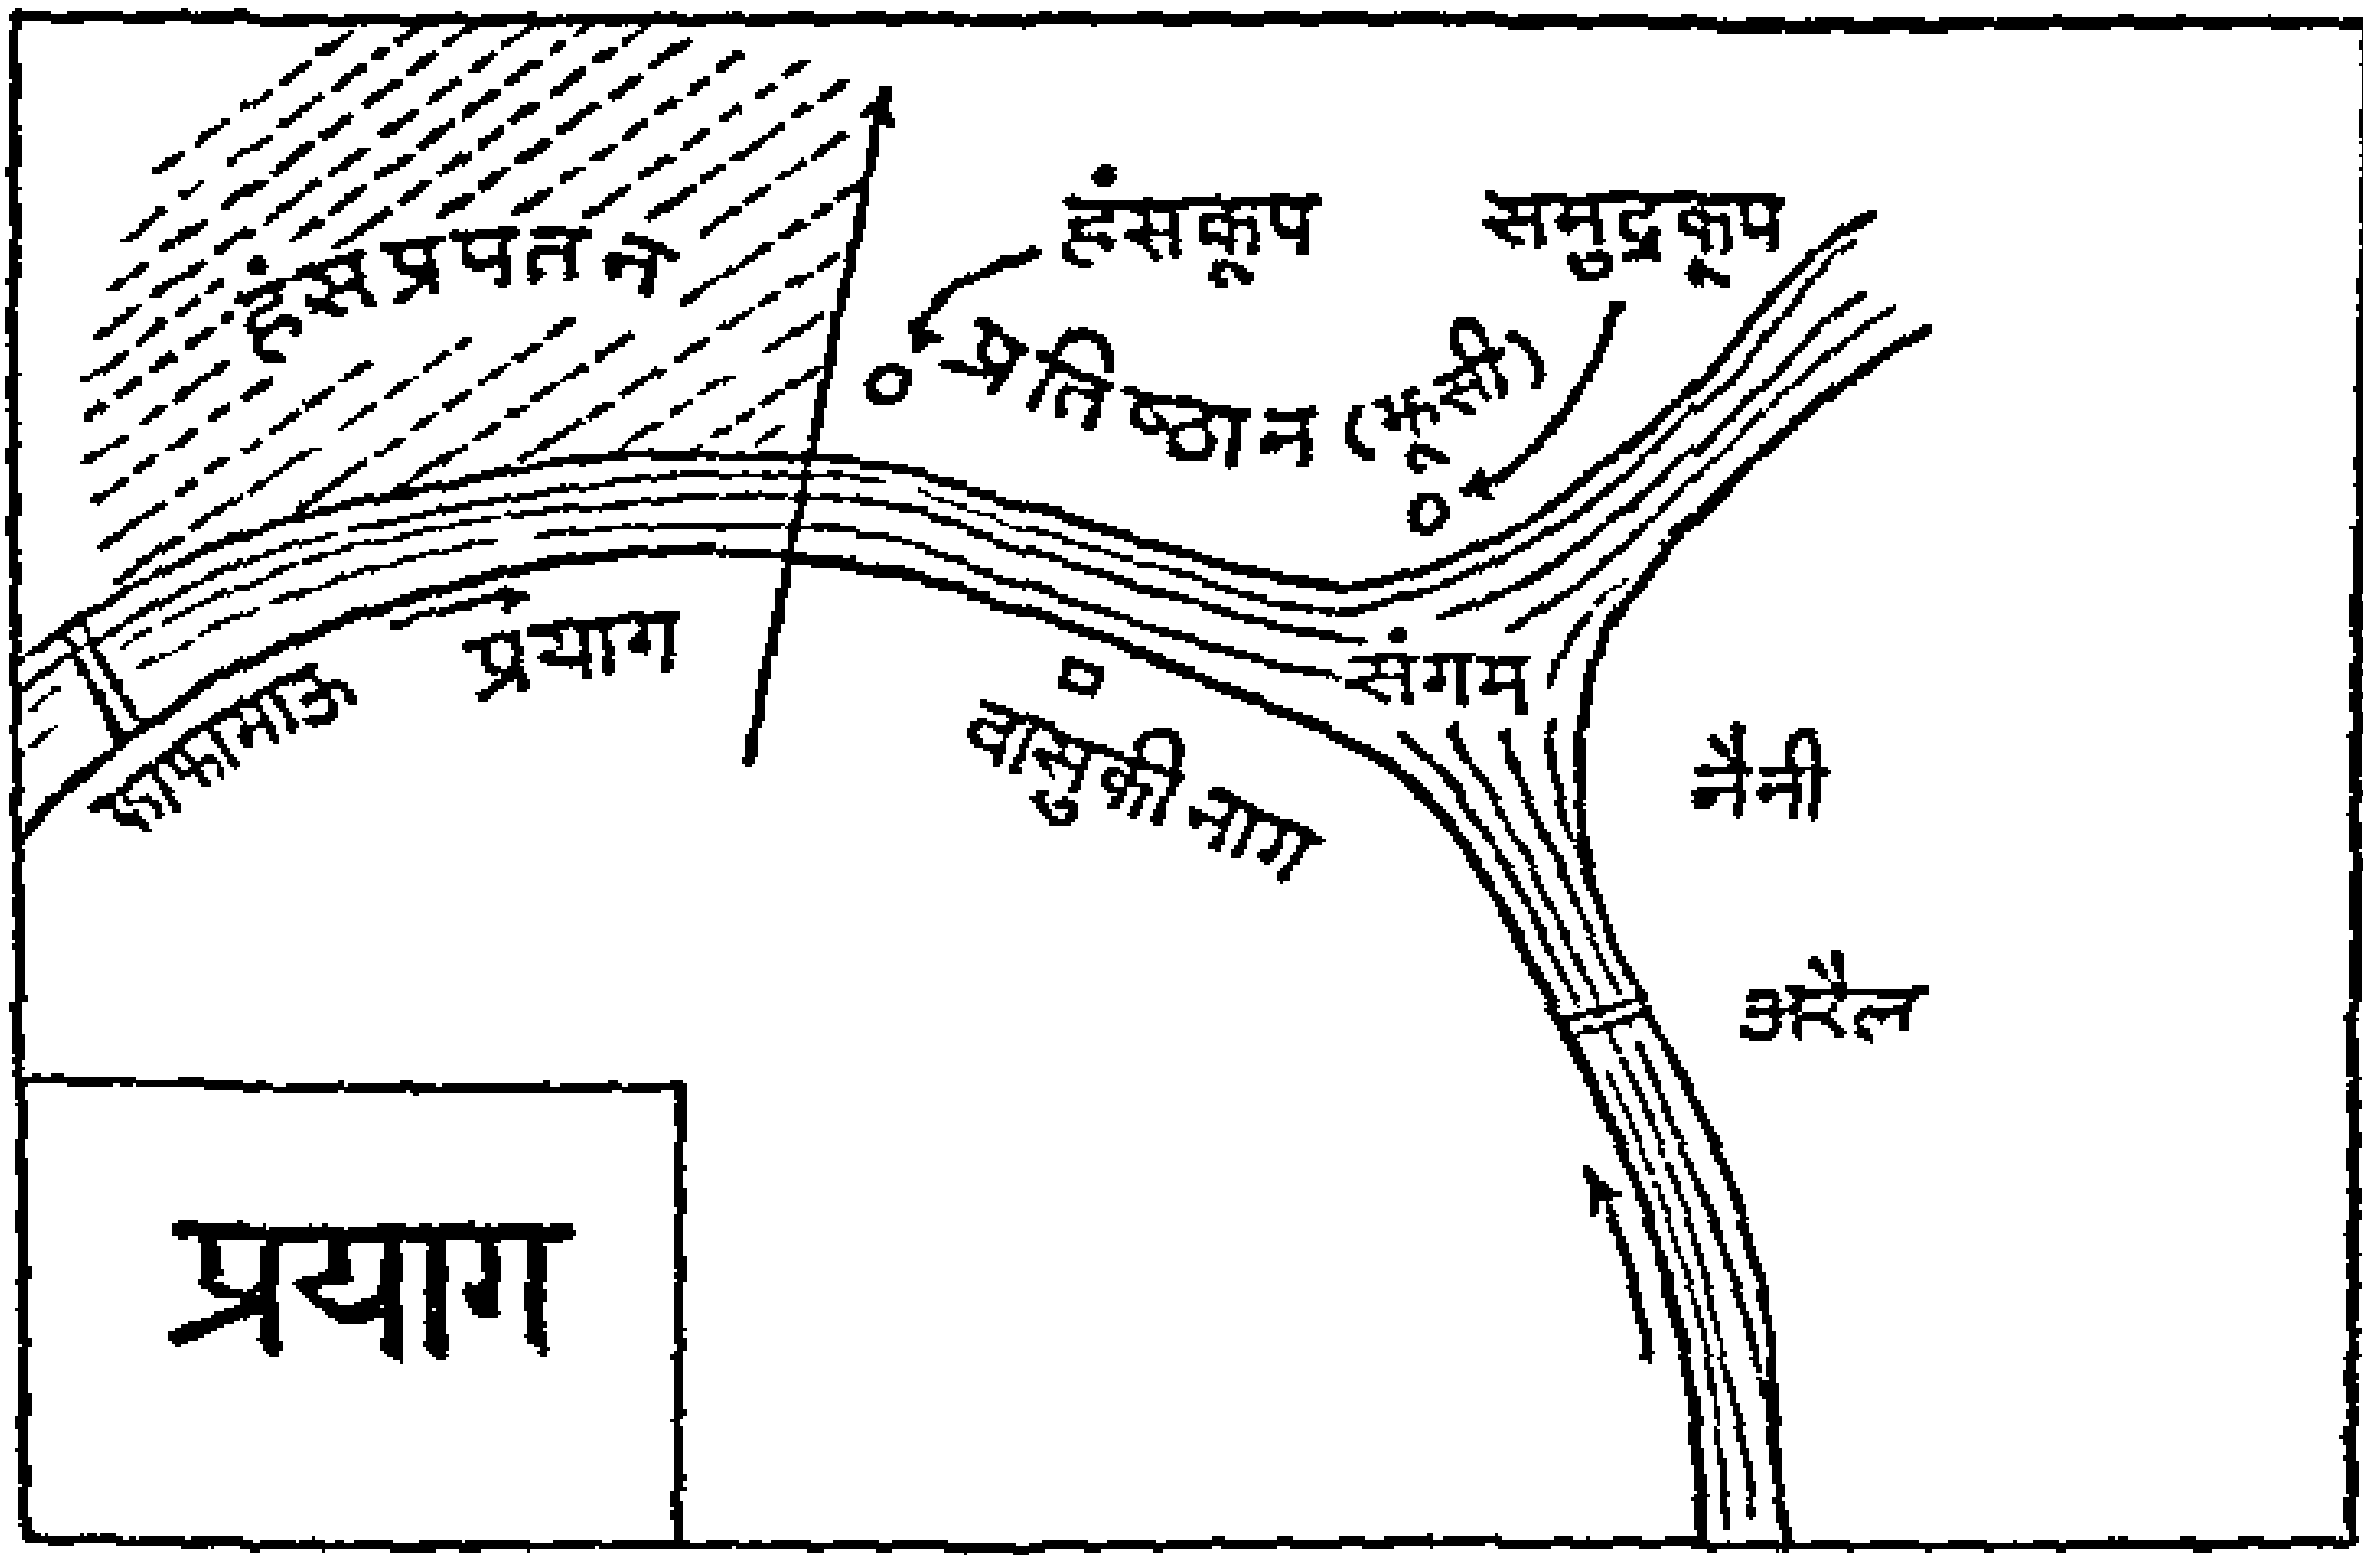 हंसकूप
समुद्रकूप
हंसप्रपतन
प्रतिष्ठान (झूसी)
प्रयाग
संगम
फाफामाऊ
वासुकी नाग
नैनी
अरैल
प्रयाग